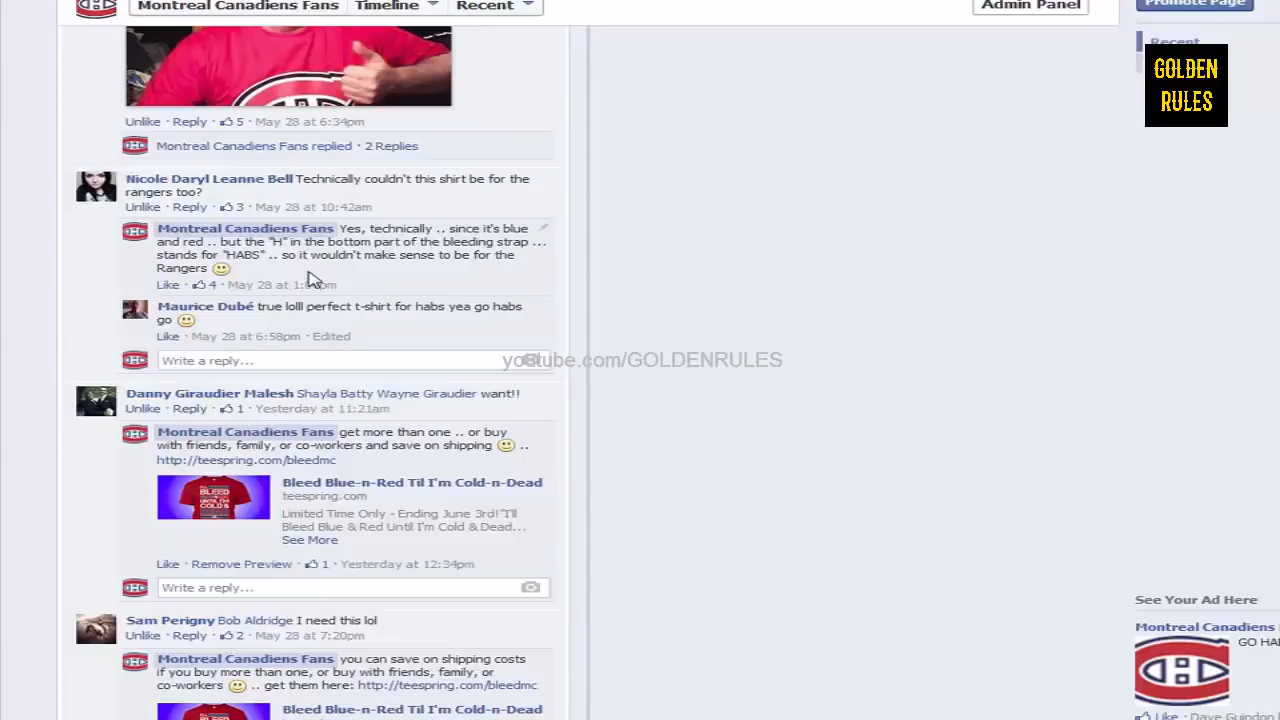 Montreal Canadiens Fans Timeline Recent Admin Panel Promote Page
Recent
GOLDEN
RULES
Unlike · Reply · 5 · May 28 at 6:34pm
Montreal Canadiens Fans replied · 2 Replies
Nicole Daryl Leanne Bell Technically couldn't this shirt be for the
rangers too?
Unlike · Reply · 3 · May 28 at 10:42am
Montreal Canadiens Fans Yes, technically .. since it's blue
and red .. but the "H" in the bottom part of the bleeding strap ...
stands for "HABS" .. so it wouldn't make sense to be for the
Rangers
Like · 4 · May 28 at
Maurice Dubé true lolll perfect t-shirt for habs yea go habs
go
Like · May 28 at 6:58pm · Edited
Write a reply...
youtube.com/GOLDENRULES
Danny Giraudier Malesh Shayla Batty Wayne Giraudier want!!
Unlike · Reply · 1 · Yesterday at 11:21am
Montreal Canadiens Fans get more than one .. or buy
with friends, family, or co-workers and save on shipping ..
http://teespring.com/bleedmc
Bleed Blue-n-Red Til I'm Cold-n-Dead
teespring.com
Limited Time Only - Ending June 3rd! "I'll
Bleed Blue & Red Until I'm Cold & Dead...
See More
BLEED
COLD &
Like · Remove Preview · 1 · Yesterday at 12:34pm
Write a reply...
Sam Perigny Bob Aldridge I need this lol
Unlike · Reply · 2 · May 28 at 7:20pm
Montreal Canadiens Fans you can save on shipping costs
if you buy more than one, or buy with friends, family, or
co-workers .. get them here: http://teespring.com/bleedmc
Bleed Blue-n-Red Til I'm Cold-n-Dead
See Your Ad Here
Montreal Canadiens
GO HA
Like · Dave Guindon